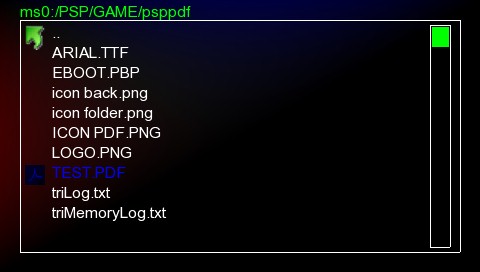 ms0:/PSP/GAME/psppdf
..
ARIAL.TTF
EBOOT.PBP
icon back.png
icon folder.png
ICON PDF.PNG
LOGO.PNG
TEST.PDF
triLog.txt
triMemoryLog.txt